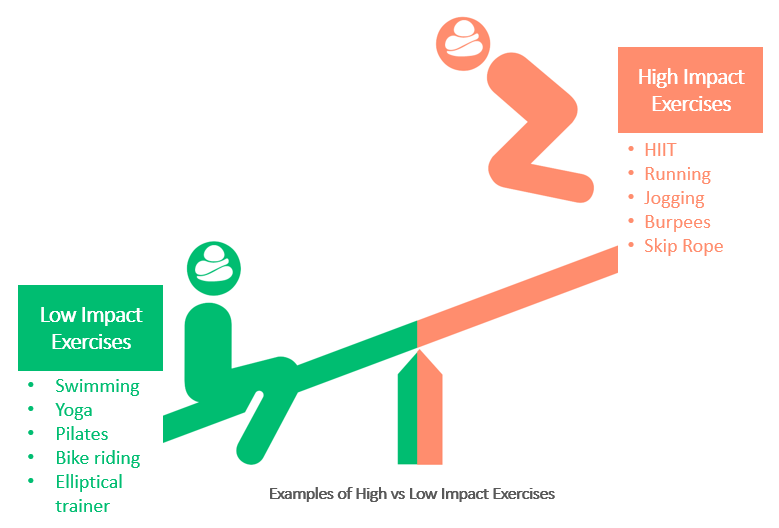 High Impact
Exercises
• HIIT
• Running
• Jogging
• Burpees
• Skip Rope
Low Impact
Exercises
• Swimming
• Yoga
• Pilates
• Bike riding
• Elliptical
trainer
Examples of High vs Low Impact Exercises